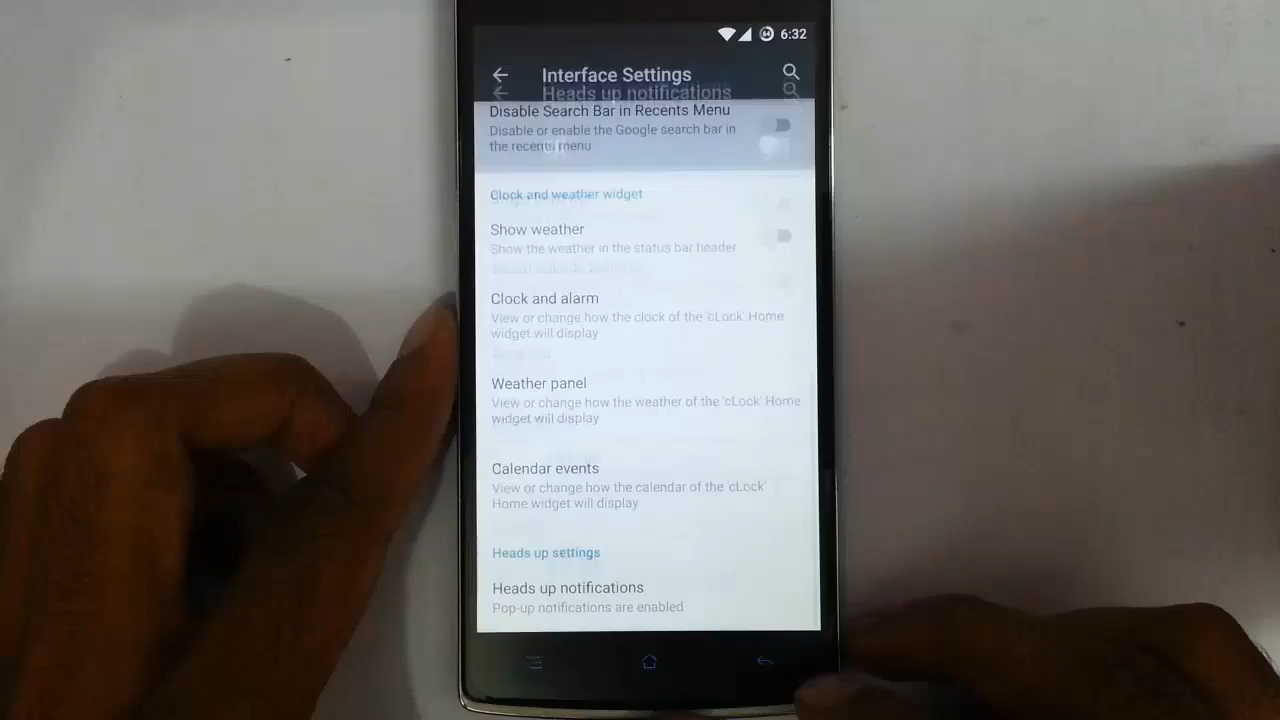 6:32
Interface Settings
Heads up notifications
Disable Search Bar in Recents Menu
Disable or enable the Google search bar in
the recents menu
Clock and weather widget
Show weather
Show the weather in the status bar header
Clock and alarm
View or change how the clock of the 'cLock' Home
widget will display
Weather panel
View or change how the weather of the 'cLock' Home
widget will display
Calendar events
View or change how the calendar of the 'cLock'
Home widget will display
Heads up settings
Heads up notifications
Pop-up notifications are enabled